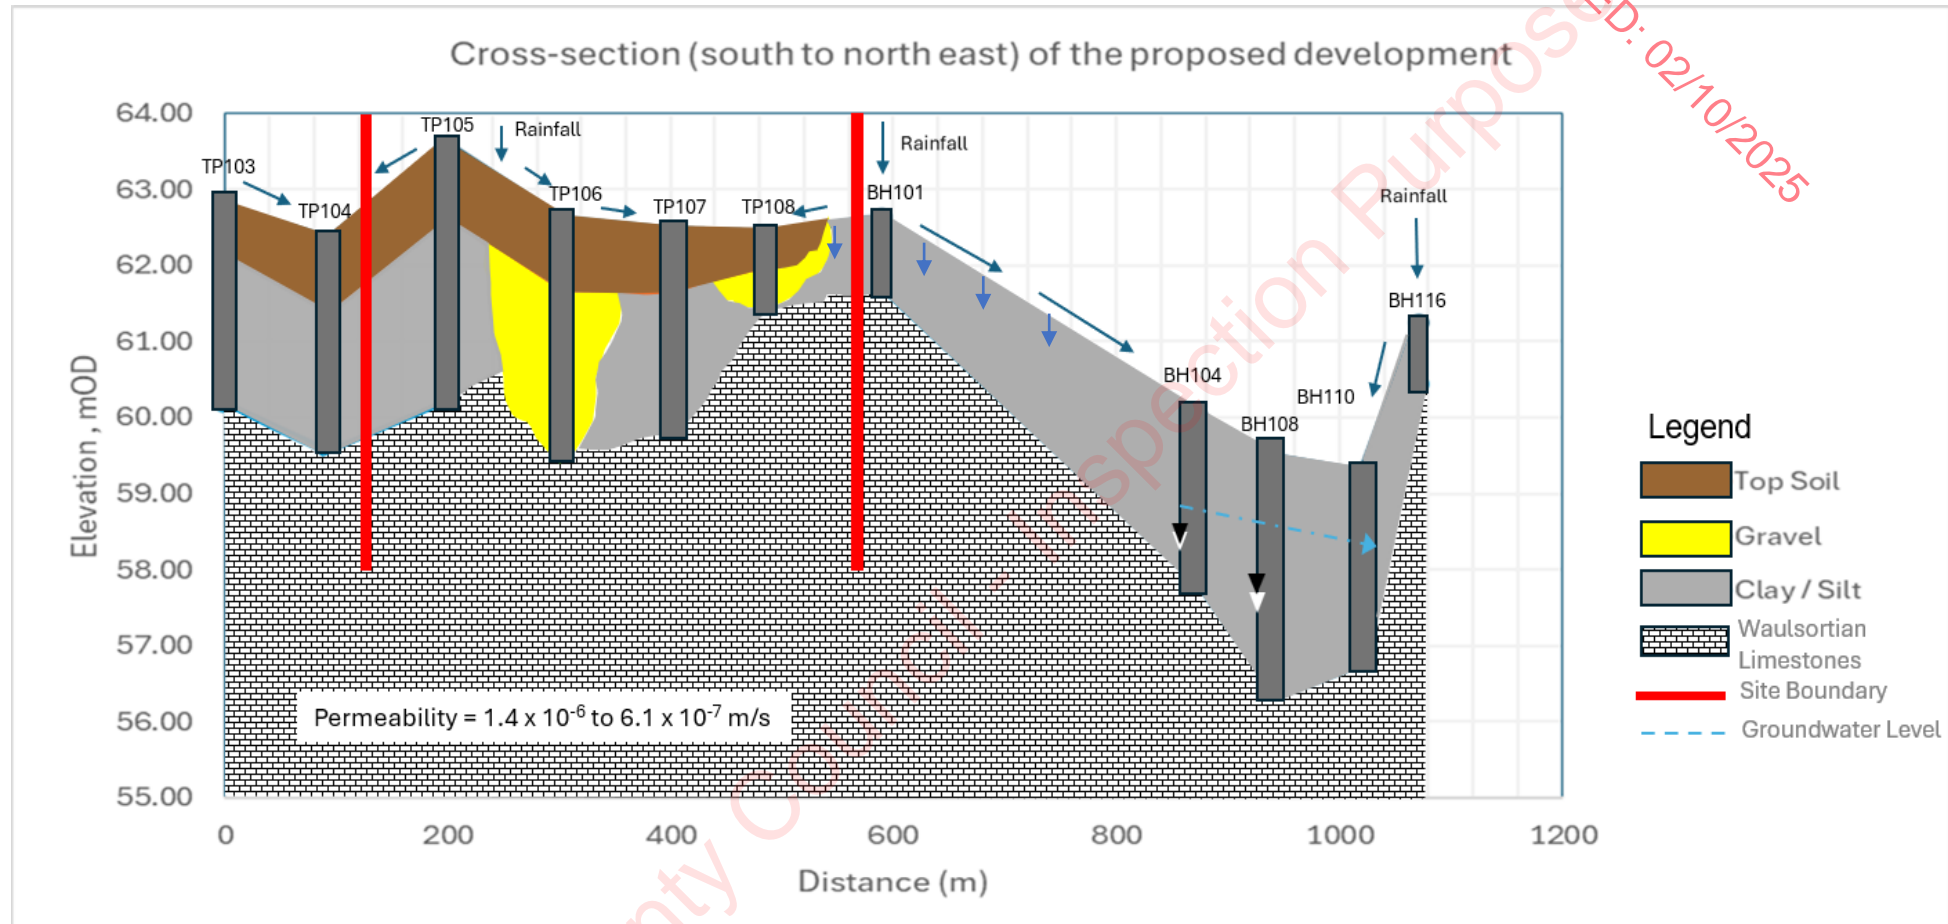 Cross-section (south to north east) of the proposed development
ED: 02/10/2025
nty Council - Inspection Purpose
64.00
63.00
62.00
61.00
60.00
59.00
58.00
57.00
56.00
55.00
Elevation , mOD
0
200
400
600
800
1000
1200
Distance (m)
TP103
TP104
TP105
Rainfall
TP106
TP107
TP108
BH101
Rainfall
BH104
BH108
BH110
Rainfall
BH116
Permeability = 1.4 x 10⁻⁶ to 6.1 x 10⁻⁷ m/s
Legend
Top Soil
Gravel
Clay / Silt
Waulsortian
Limestones
Site Boundary
Groundwater Level